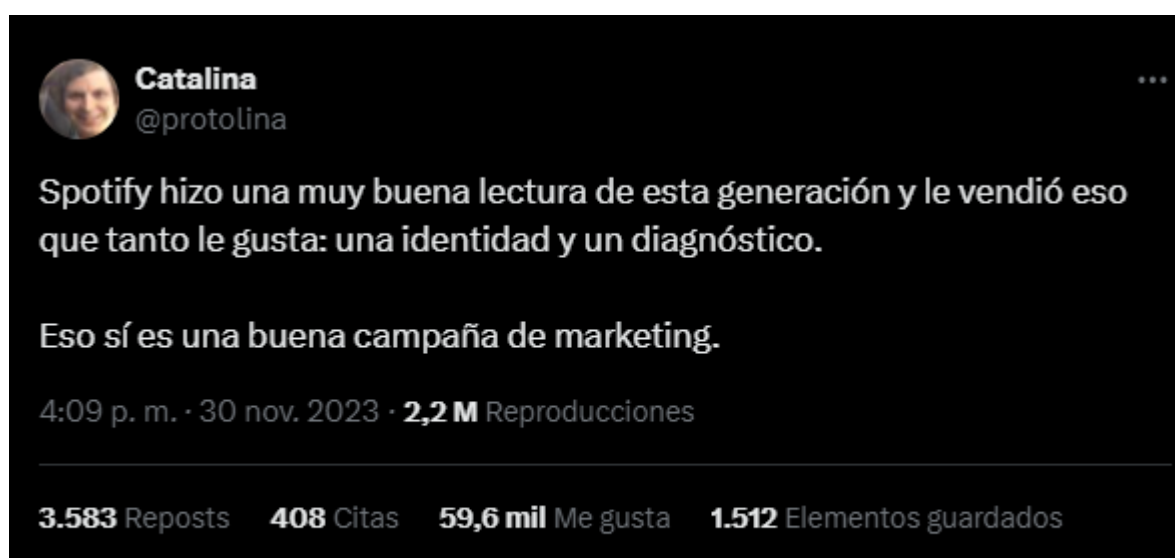 Catalina
@protolina
Spotify hizo una muy buena lectura de esta generación y le vendió eso
que tanto le gusta: una identidad y un diagnóstico.
Eso sí es una buena campaña de marketing.
4:09 p. m. · 30 nov. 2023 · 2,2 M Reproducciones
3.583 Reposts 408 Citas 59,6 mil Me gusta 1.512 Elementos guardados